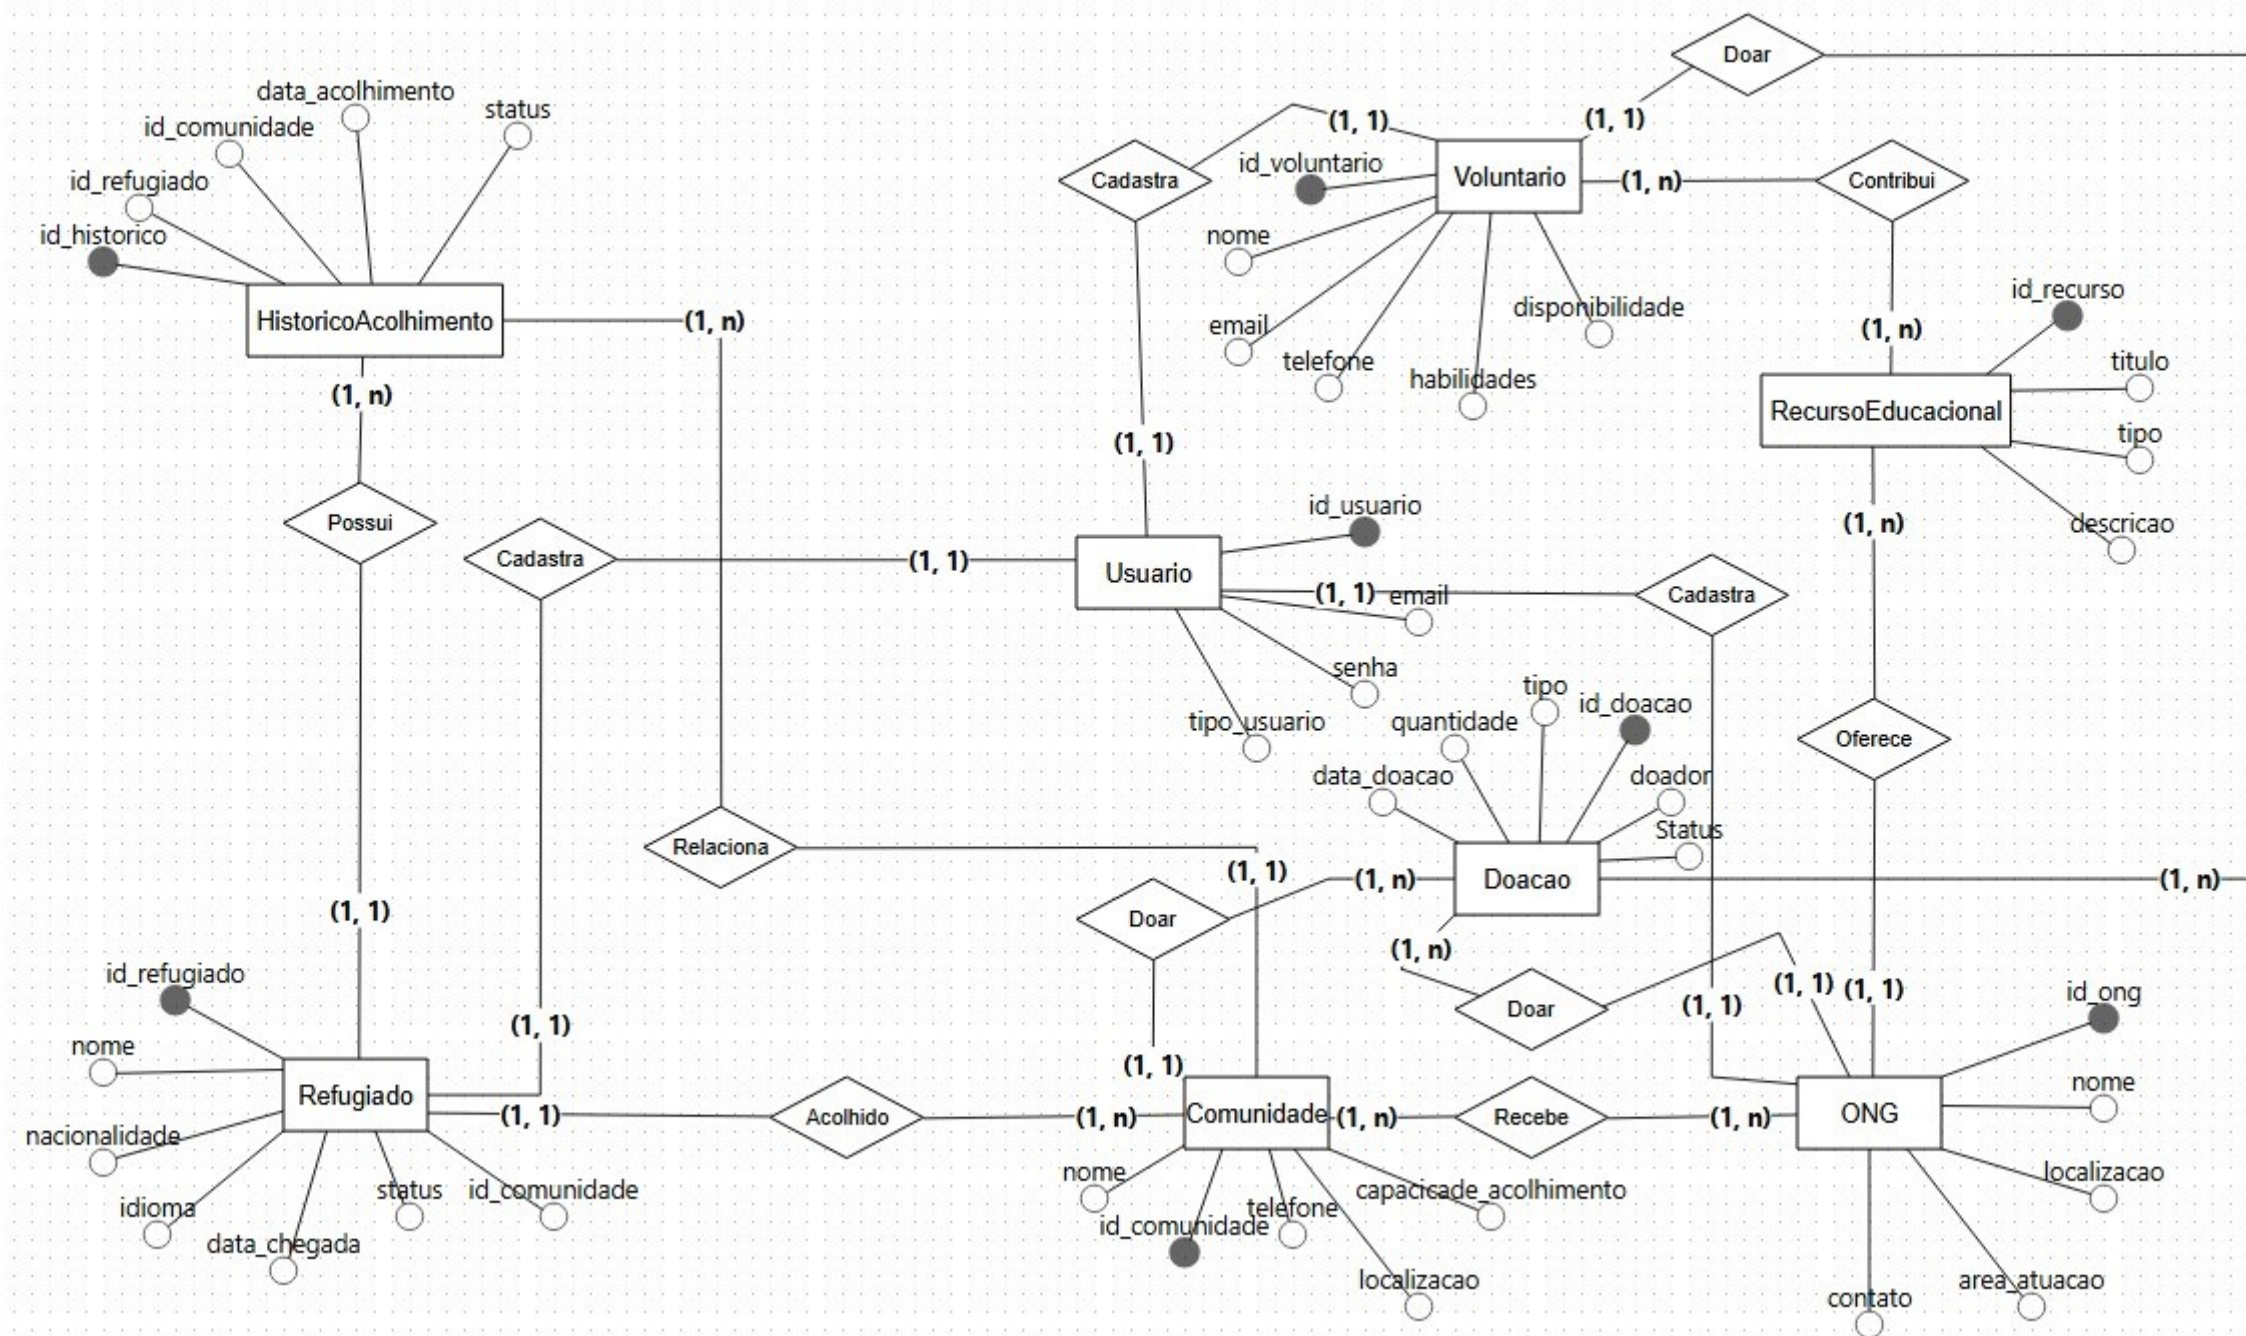 Doar
data_acolhimento
status
id_comunidade
(1, 1)
(1, 1)
id_voluntario
Voluntario
(1, n)
Contribui
Cadastra
id_refugiado
id_historico
nome
HistoricoAcolhimento
(1, n)
email
telefone
habilidades
disponibilidade
id_recurso
(1, n)
titulo
RecursoEducacional
tipo
descricao
(1, n)
(1, 1)
(1, n)
Possui
Cadastra
(1, 1)
Usuario
id_usuario
(1, 1)
email
Cadastra
senha
tipo_usuario
tipo
id_doacao
quantidade
data_doacao
doador
Status
Oferece
Relaciona
(1, 1)
Doar
(1, n)
Doacao
(1, n)
(1, 1)
(1, n)
Doar
(1, 1)
(1, 1)
(1, 1)
id_ong
id_refugiado
nome
(1, 1)
(1, 1)
Refugiado
(1, 1)
Acolhido
(1, n)
Comunidade
(1, n)
Recebe
(1, n)
ONG
nome
nacionalidade
idioma
data_chegada
status
id_comunidade
nome
id_comunidade
telefone
capacicade_acolhimento
localizacao
localizacao
contato
area_atuacao